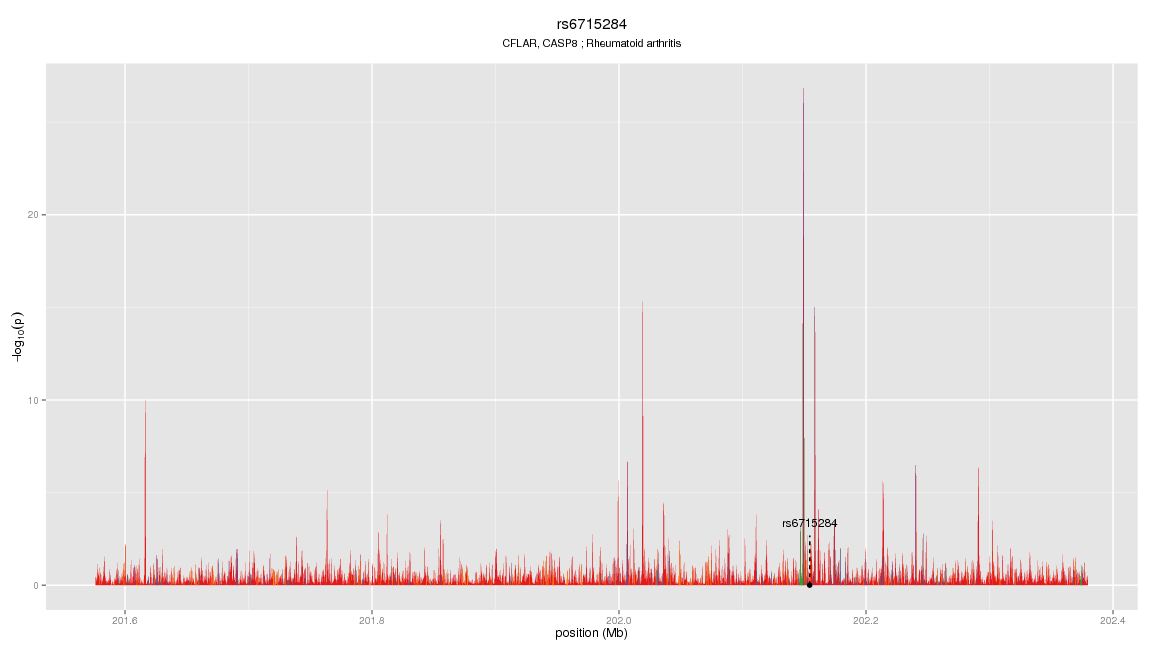 rs6715284
CFLAR, CASP8 ; Rheumatoid arthritis
20
10
0
−log10(p)
rs6715284
201.6
201.8
202.0
202.2
202.4
position (Mb)